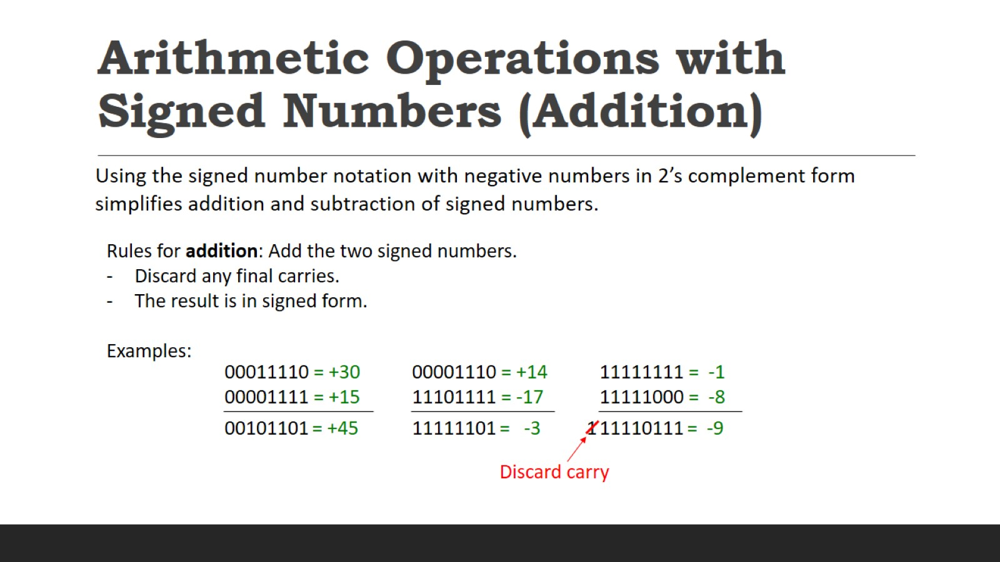 Arithmetic Operations with
Signed Numbers (Addition)
Using the signed number notation with negative numbers in 2’s complement form
simplifies addition and subtraction of signed numbers.
Rules for addition: Add the two signed numbers.
- Discard any final carries.
- The result is in signed form.
Examples:
00011110 = +30 00001110 = +14 11111111 = -1
00001111 = +15 11101111 = -17 11111000 = -8
00101101 = +45 11111101 = -3 1 11110111 = -9
Discard carry